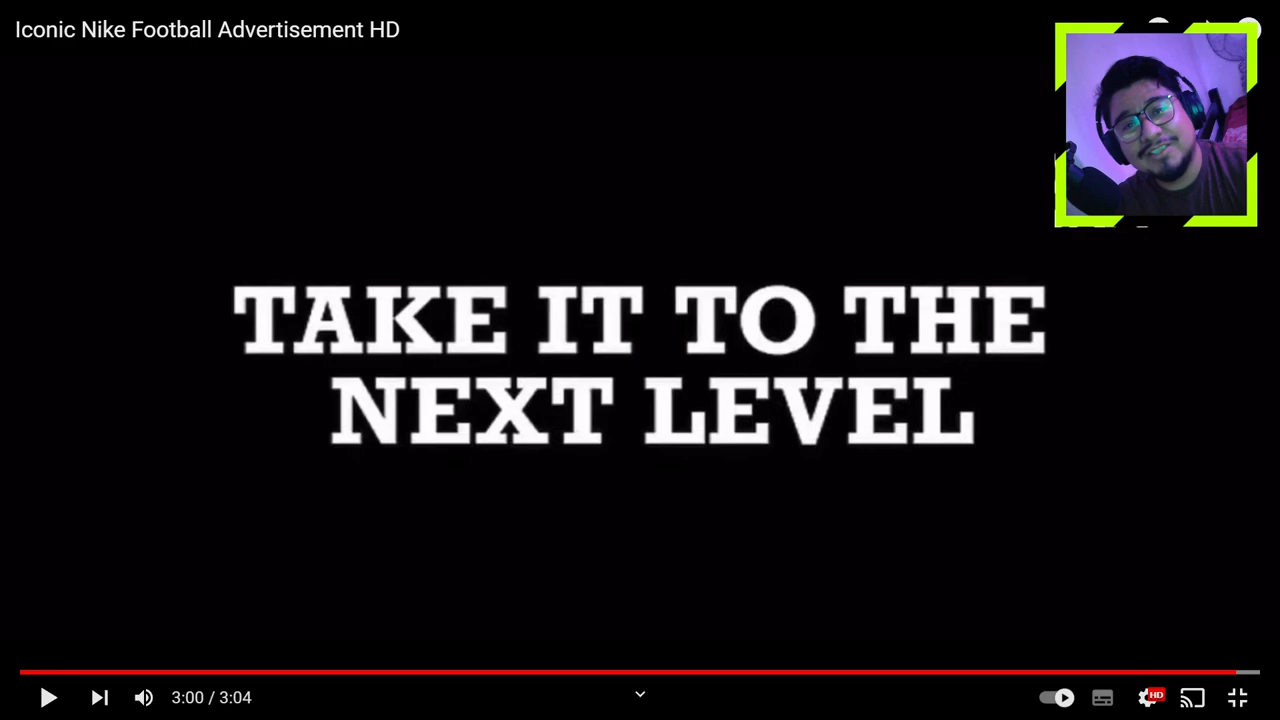 Iconic Nike Football Advertisement HD
TAKE IT TO THE
NEXT LEVEL
3:00 / 3:04
HD